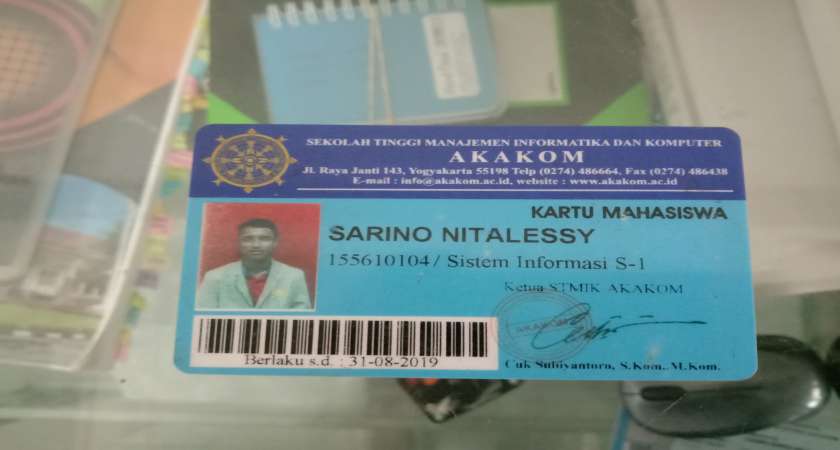 SEKOLAH TINGGI MANAJEMEN INFORMATIKA DAN KOMPUTER
AKAKOM
Jl. Raya Janti 143, Yogyakarta 55198 Telp (0274) 486664, Fax (0274) 486438
E-mail : info@akakom.ac.id, website : www.akakom.ac.id
KARTU MAHASISWA
SARINO NITALESSY
155610104 / Sistem Informasi S-1
Ketua STMIK AKAKOM
Berlaku s.d. : 31-08-2019
Cuk Subiyantoro, S.Kom., M.Kom.